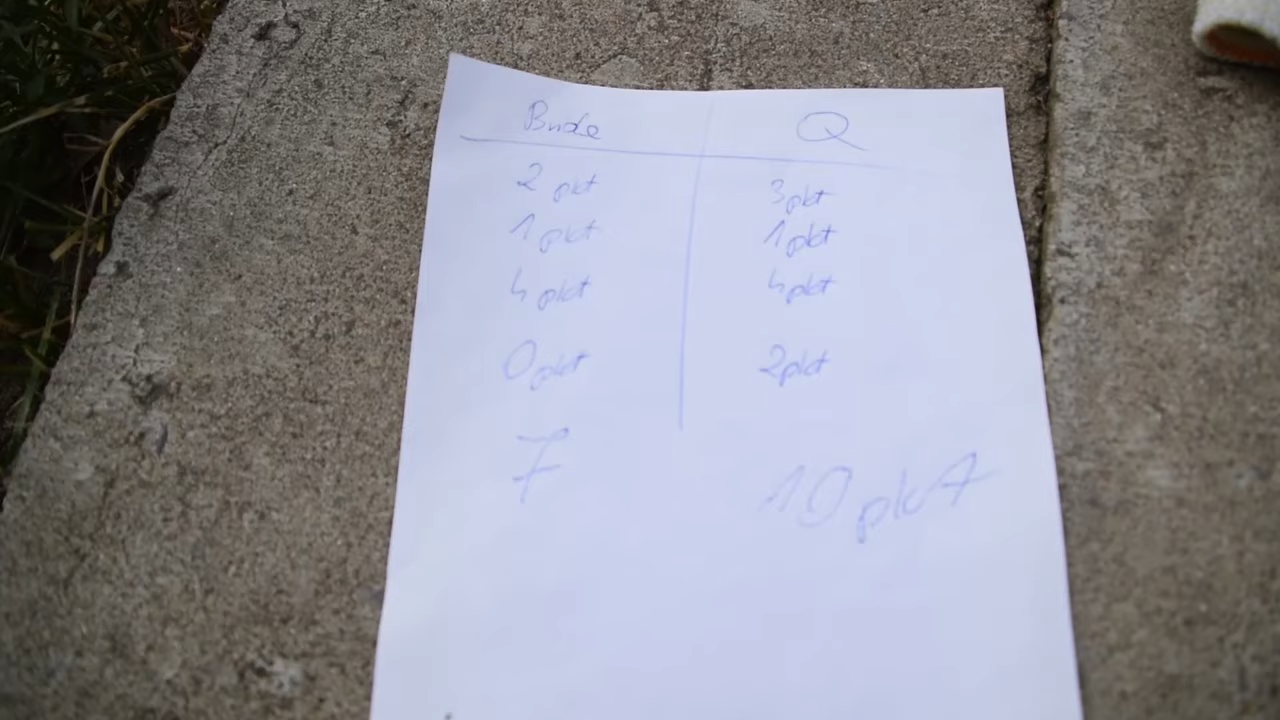 Bude Q
2 pkt 3 pkt
1 pkt 1 pkt
4 pkt 4 pkt
0 pkt 2 pkt
7 10 pkt